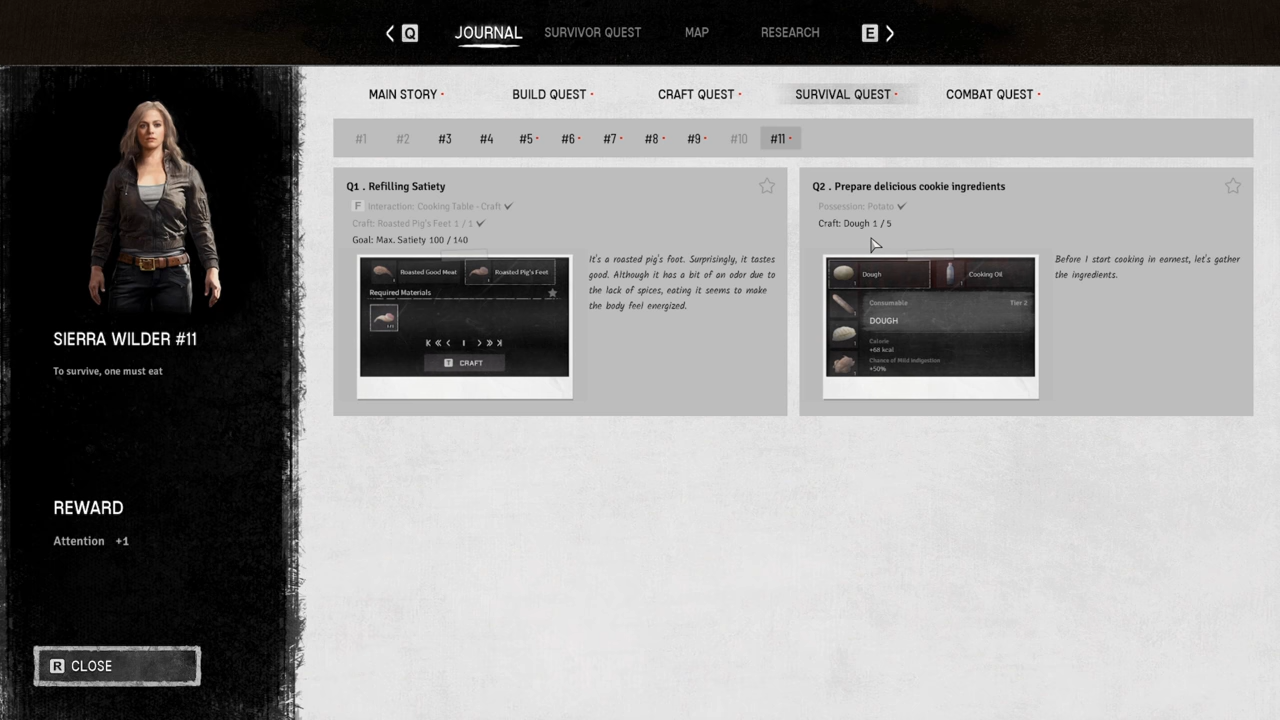 Q JOURNAL SURVIVOR QUEST MAP RESEARCH E
MAIN STORY BUILD QUEST CRAFT QUEST SURVIVAL QUEST COMBAT QUEST
#1 #2 #3 #4 #5 #6 #7 #8 #9 #10 #11
Q1 . Refilling Satiety
F Interaction: Cooking Table - Craft
Craft: Roasted Pig's Feet 1 / 1
Goal: Max. Satiety 100 / 140
Roasted Good Meat Roasted Pig's Feet
Required Materials
1/1
1
T CRAFT
It's a roasted pig's foot. Surprisingly, it tastes
good. Although it has a bit of an odor due to
the lack of spices, eating it seems to make
the body feel energized.
Q2 . Prepare delicious cookie ingredients
Possession: Potato
Craft: Dough 1 / 5
Dough Cooking Oil
Consumable Tier 2
DOUGH
Calorie
+68 kcal
Chance of Mild Indigestion
+50%
Before I start cooking in earnest, let's gather
the ingredients.
SIERRA WILDER #11
To survive, one must eat
REWARD
Attention +1
R CLOSE